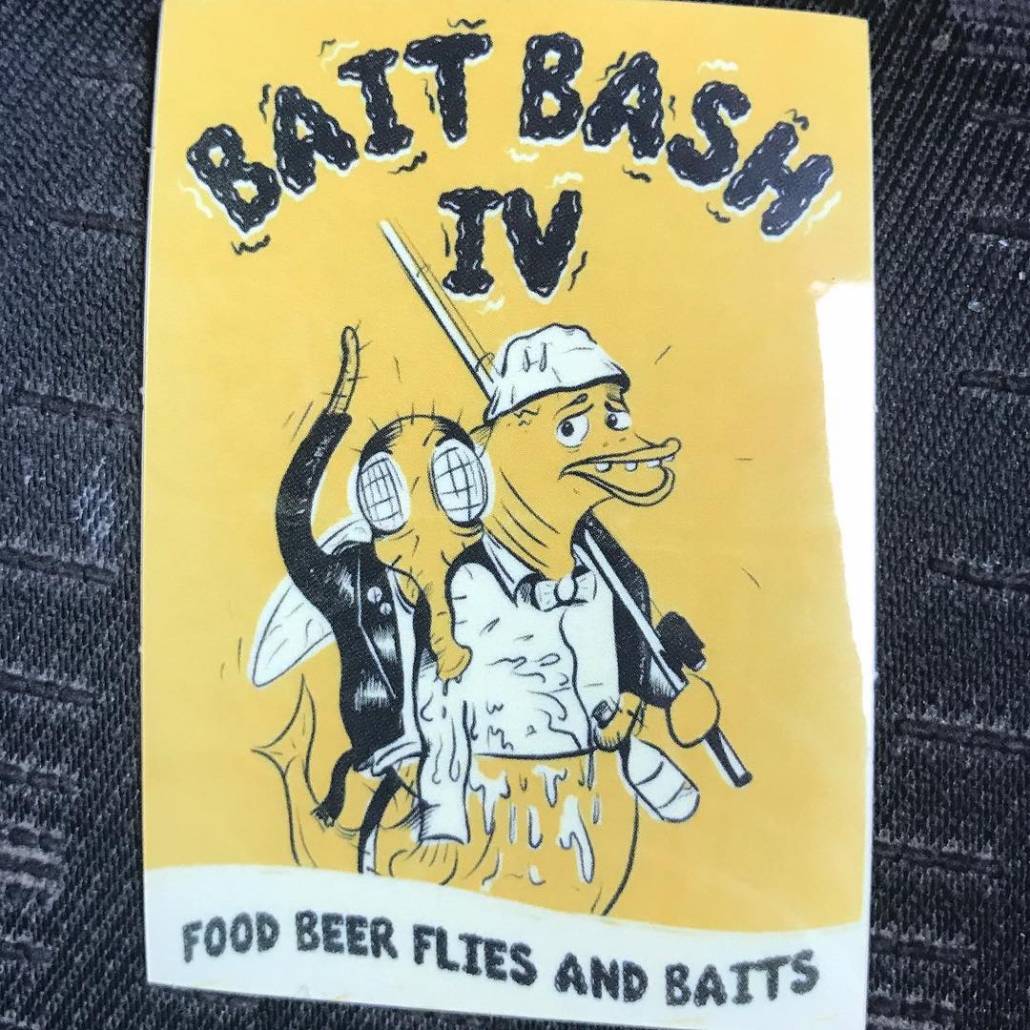 BAIT BASH
IV
FOOD BEER FLIES AND BAITS